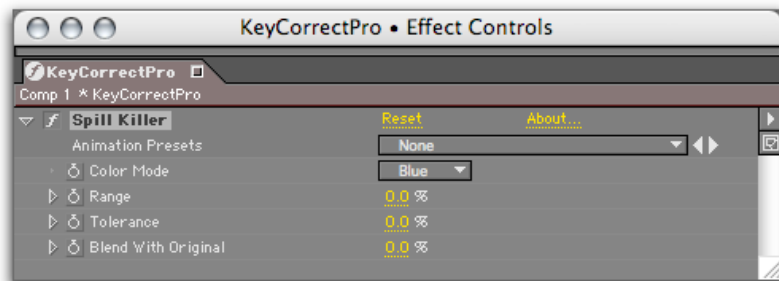 KeyCorrectPro • Effect Controls
KeyCorrectPro
Comp 1 * KeyCorrectPro
Spill Killer Reset About...
Animation Presets None
Color Mode Blue
Range 0.0 %
Tolerance 0.0 %
Blend With Original 0.0 %